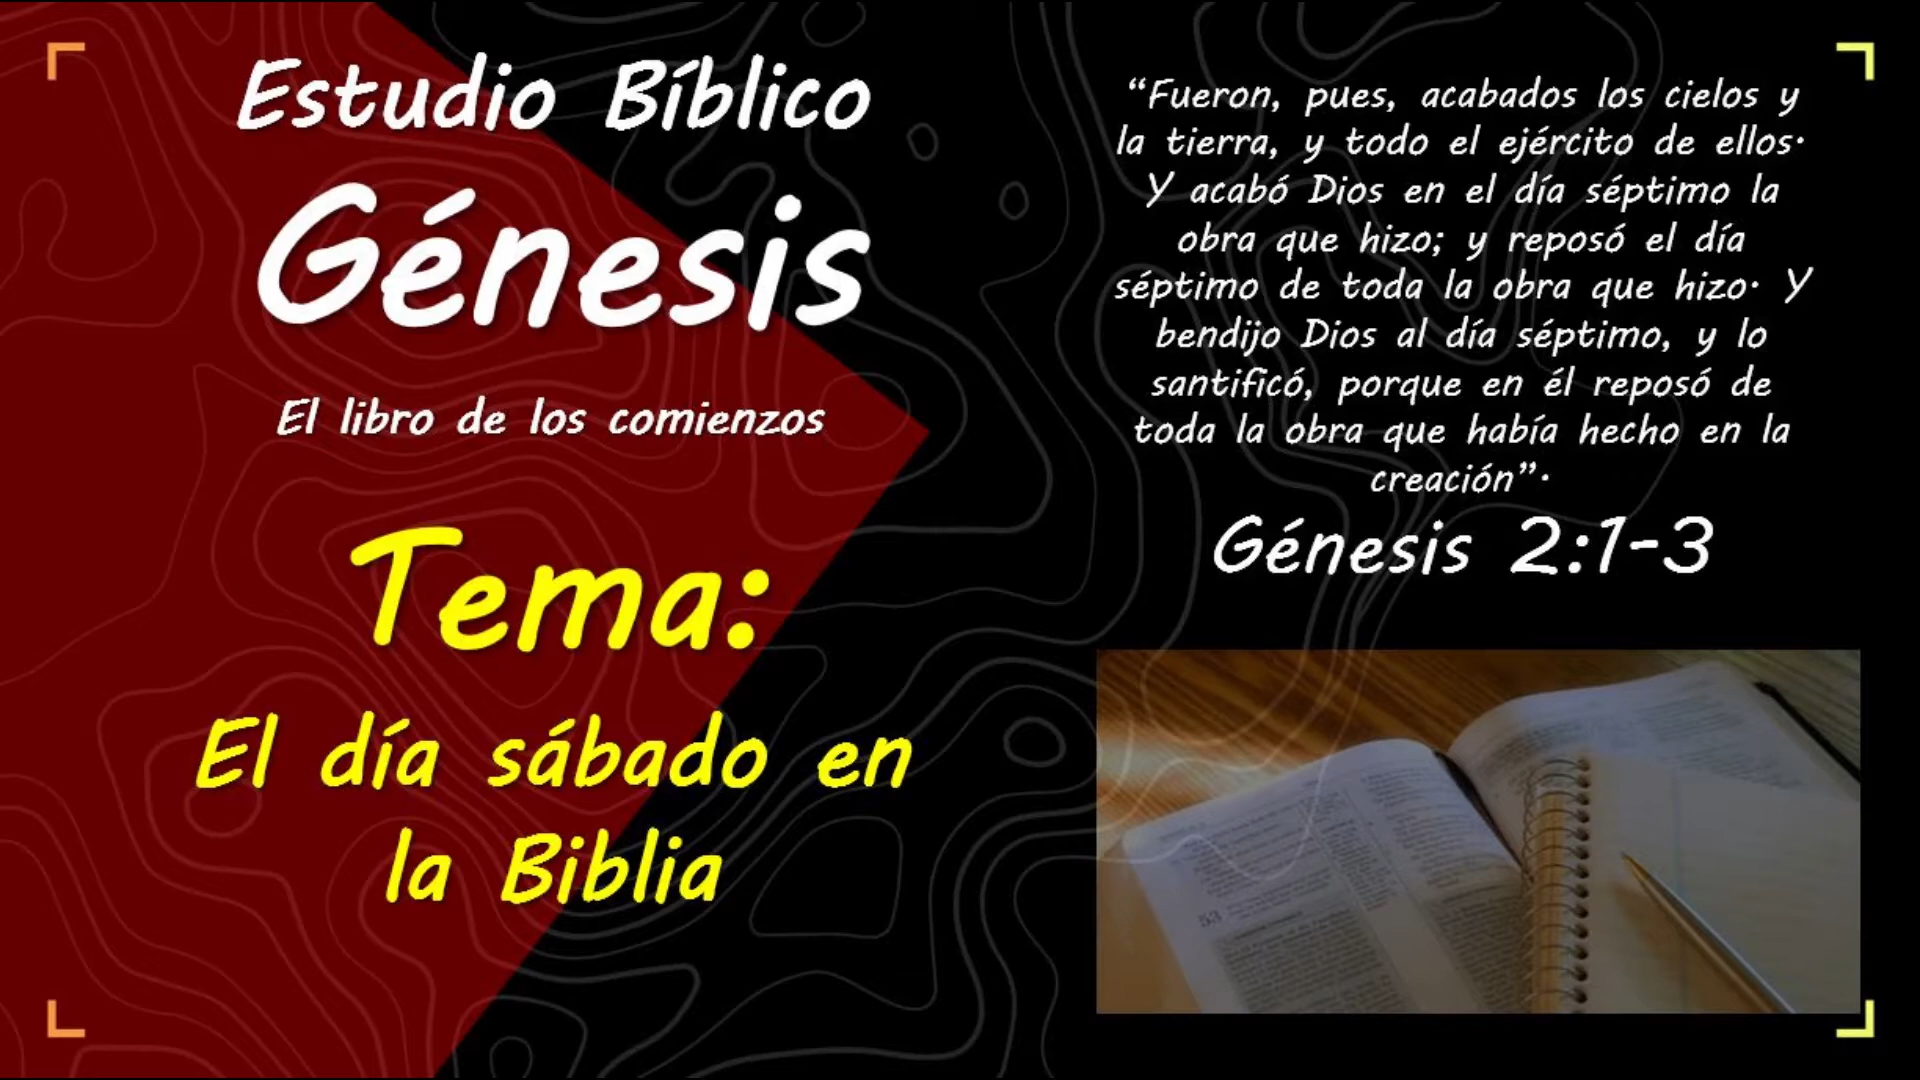 Estudio Bíblico
Génesis
El libro de los comienzos
Tema:
El día sábado en
la Biblia
“Fueron, pues, acabados los cielos y
la tierra, y todo el ejército de ellos·
Y acabó Dios en el día séptimo la
obra que hizo; y reposó el día
séptimo de toda la obra que hizo· Y
bendijo Dios al día séptimo, y lo
santificó, porque en él reposó de
toda la obra que había hecho en la
creación”·
Génesis 2:1-3
53